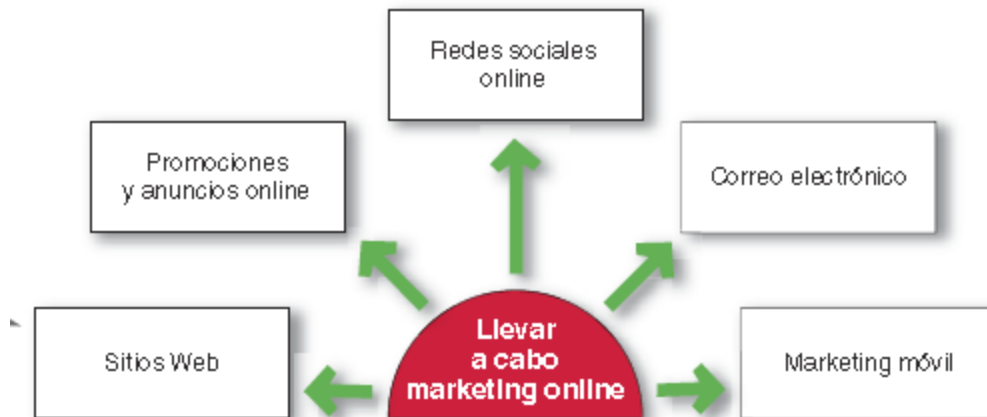 Redes sociales
online
Promociones
y anuncios online
Correo electrónico
Sitios Web
Llevar
a cabo
marketing online
Marketing móvil